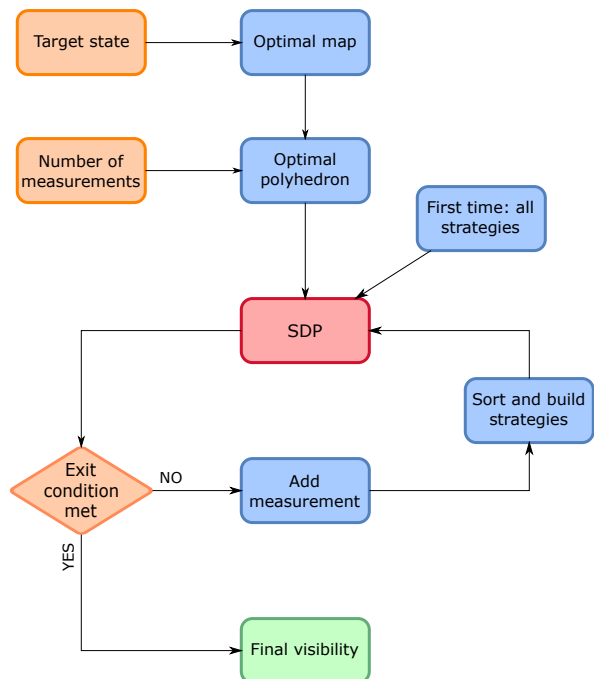 Target state
Optimal map
Number of
measurements
Optimal
polyhedron
First time: all
strategies
SDP
Sort and build
strategies
Exit
condition
met
NO
Add
measurement
YES
Final visibility